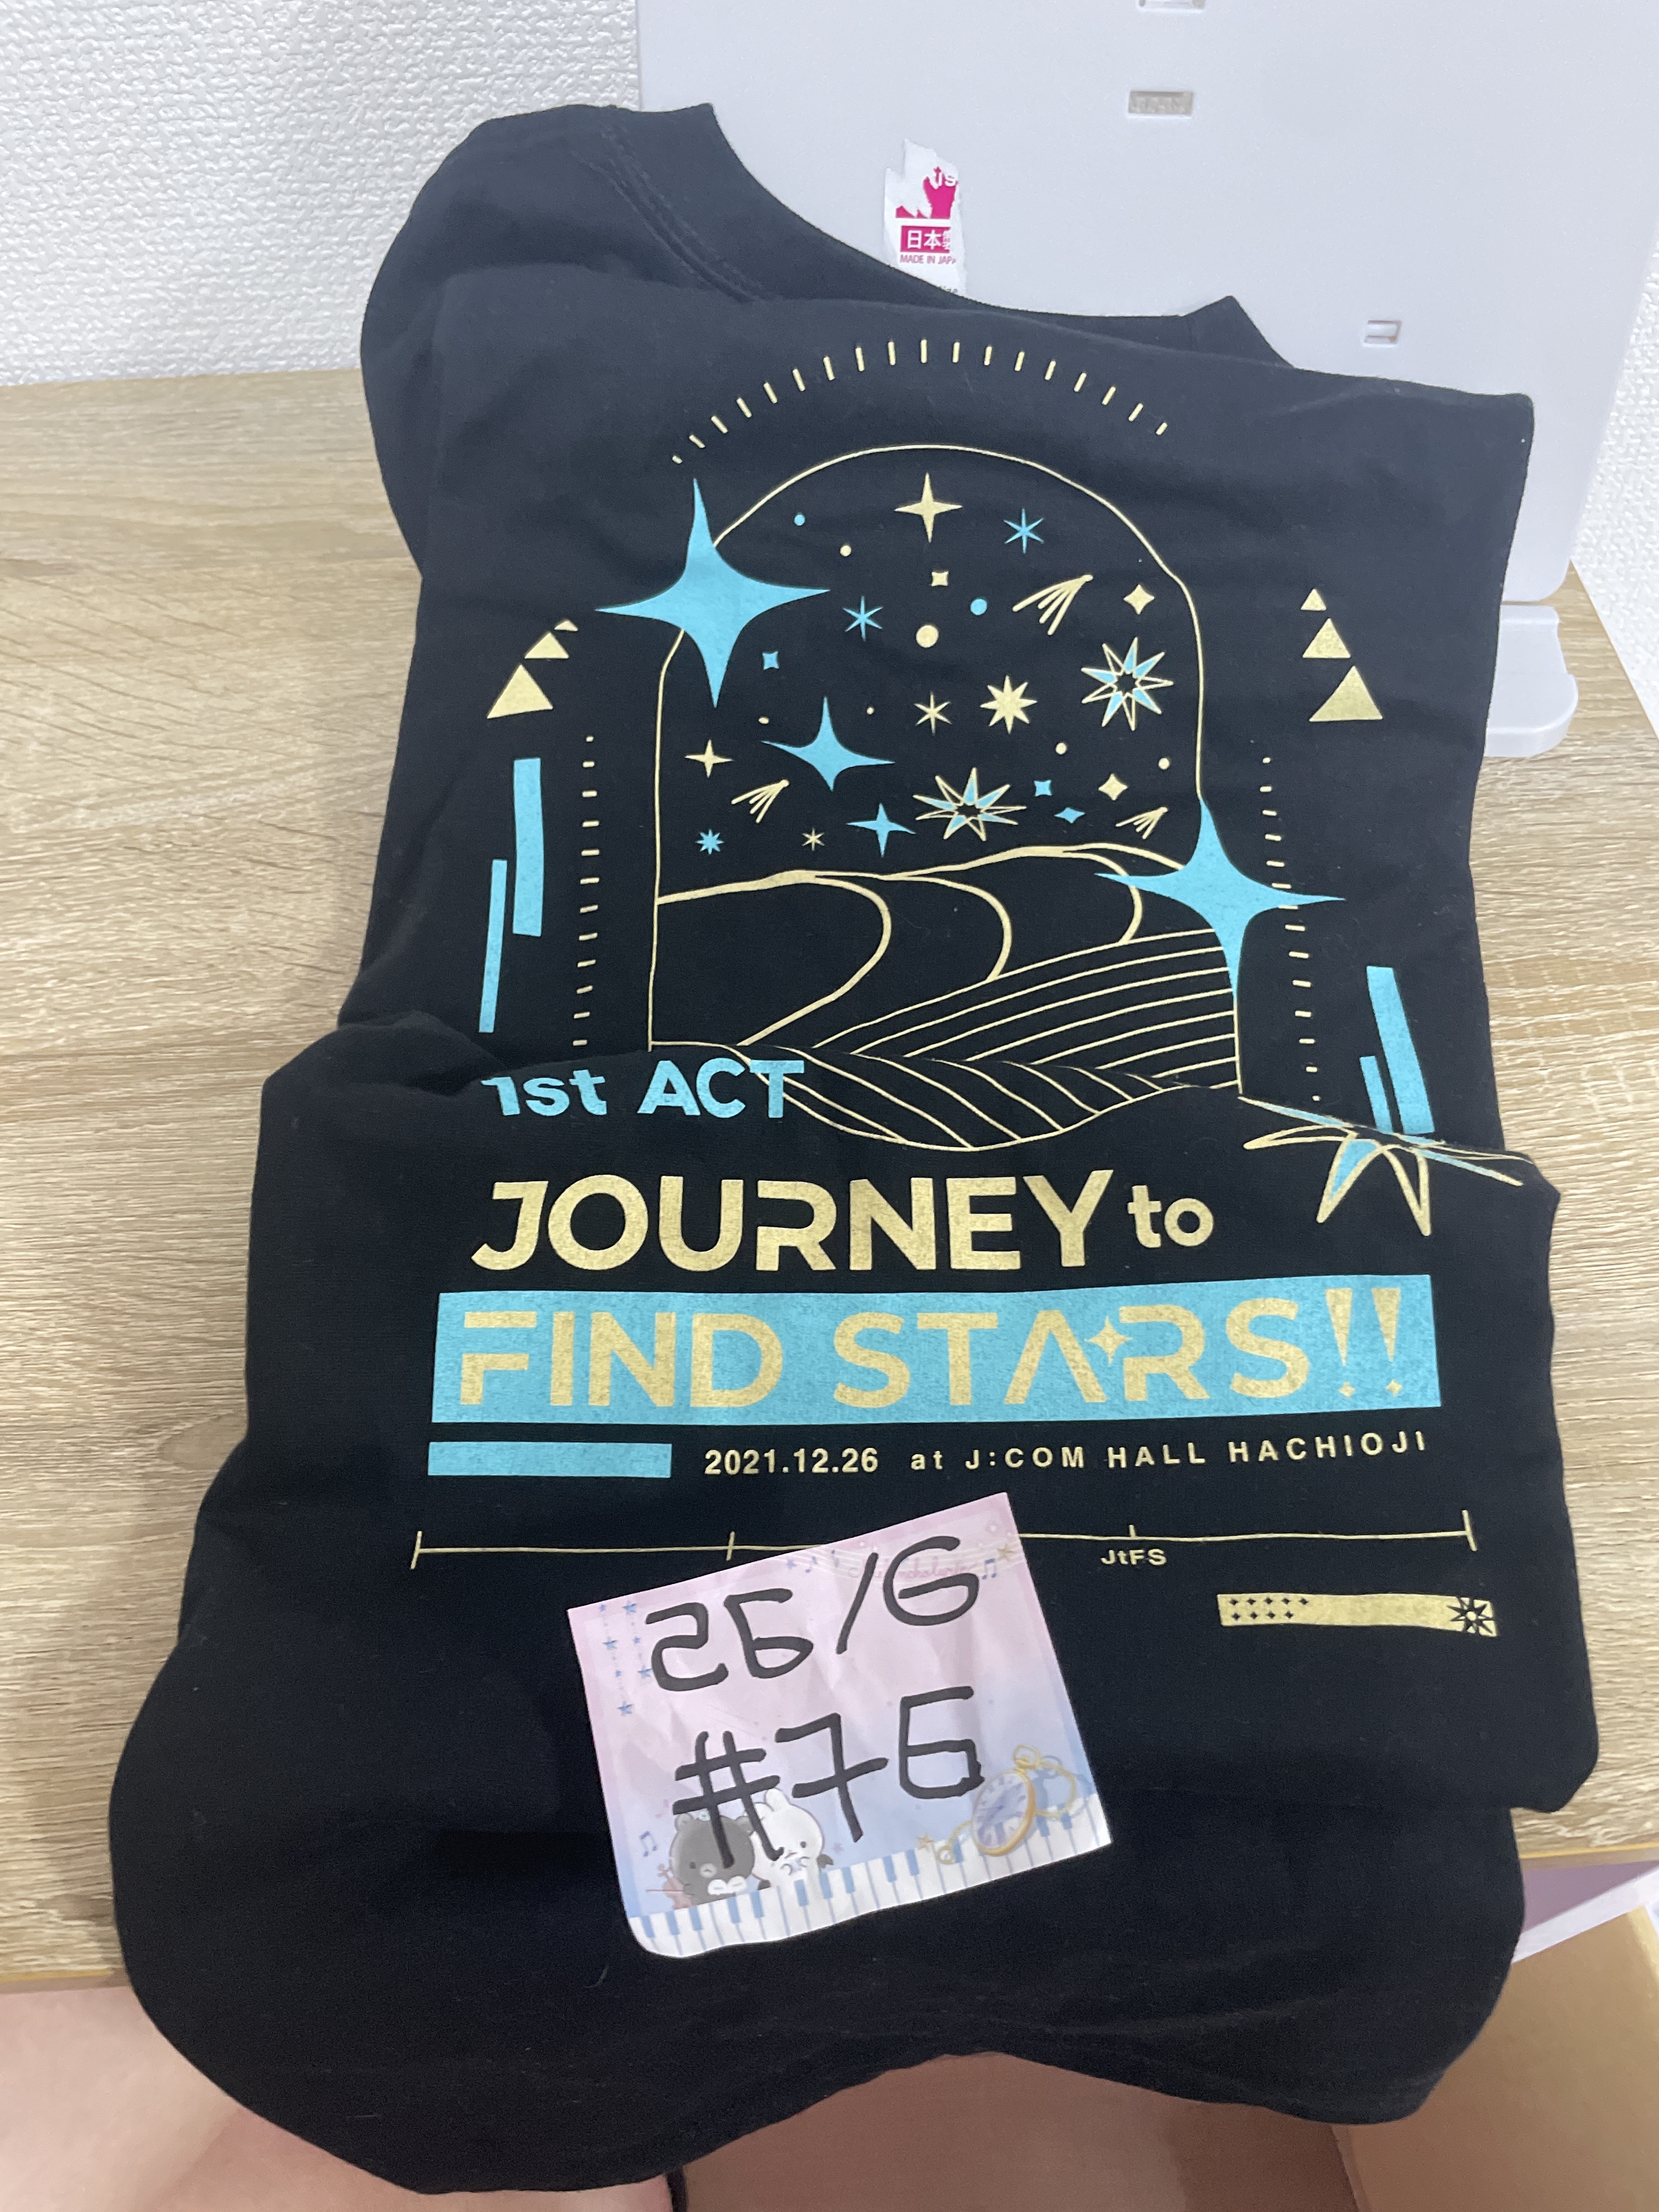 日本製
MADE IN JAPA
1st ACT
JOURNEY to
FIND STARS!!
2021.12.26 at J:COM HALL HACHIOJI
JtFS
26/6
#76